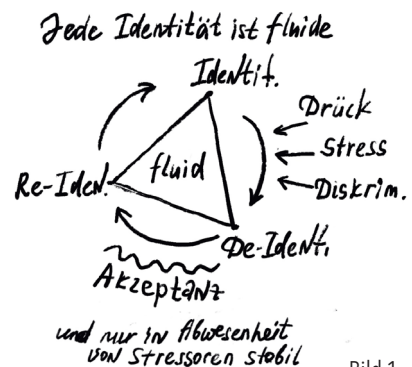 Jede Identität ist fluide
Identit.
Drück
Stress
Diskrim.
fluid
Re-Iden.
De-Identi.
Akzeptanz
und nur in Abwesenheit
von Stressoren stabil
Bild 1